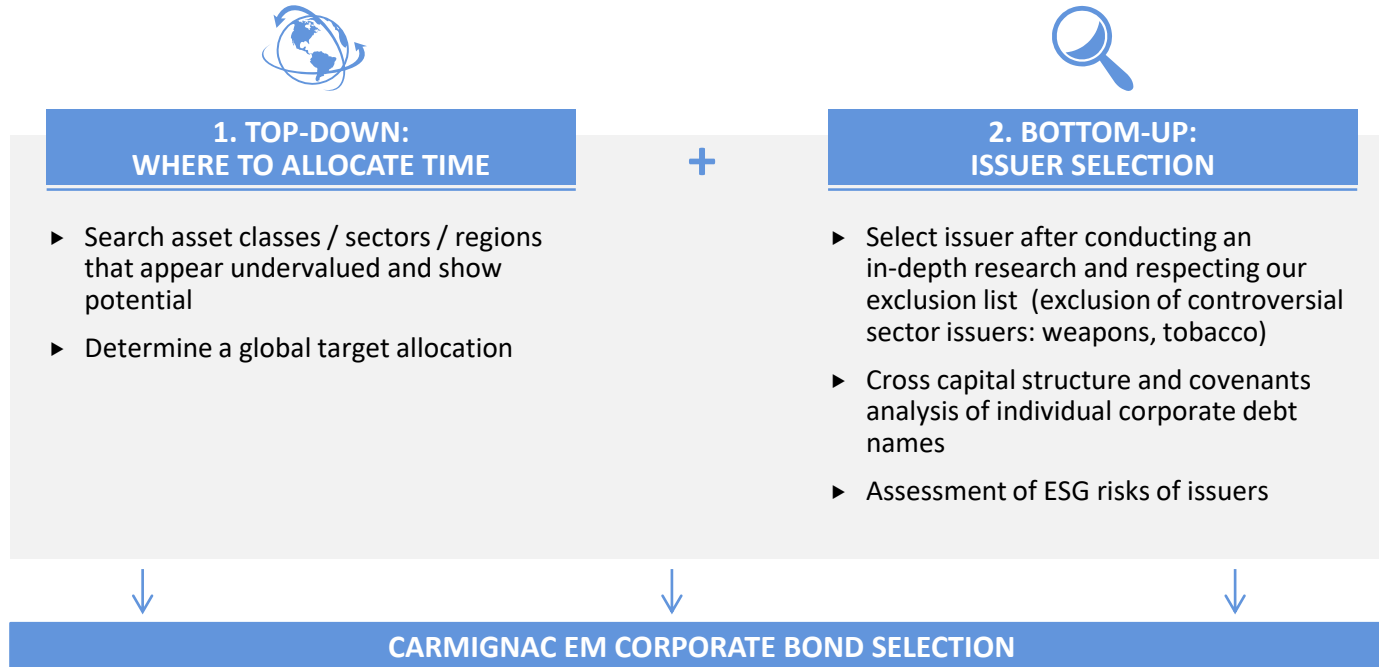 1. TOP-DOWN:
WHERE TO ALLOCATE TIME
► Search asset classes / sectors / regions
that appear undervalued and show
potential
► Determine a global target allocation
+
2. BOTTOM-UP:
ISSUER SELECTION
► Select issuer after conducting an
in-depth research and respecting our
exclusion list (exclusion of controversial
sector issuers: weapons, tobacco)
► Cross capital structure and covenants
analysis of individual corporate debt
names
► Assessment of ESG risks of issuers
CARMIGNAC EM CORPORATE BOND SELECTION